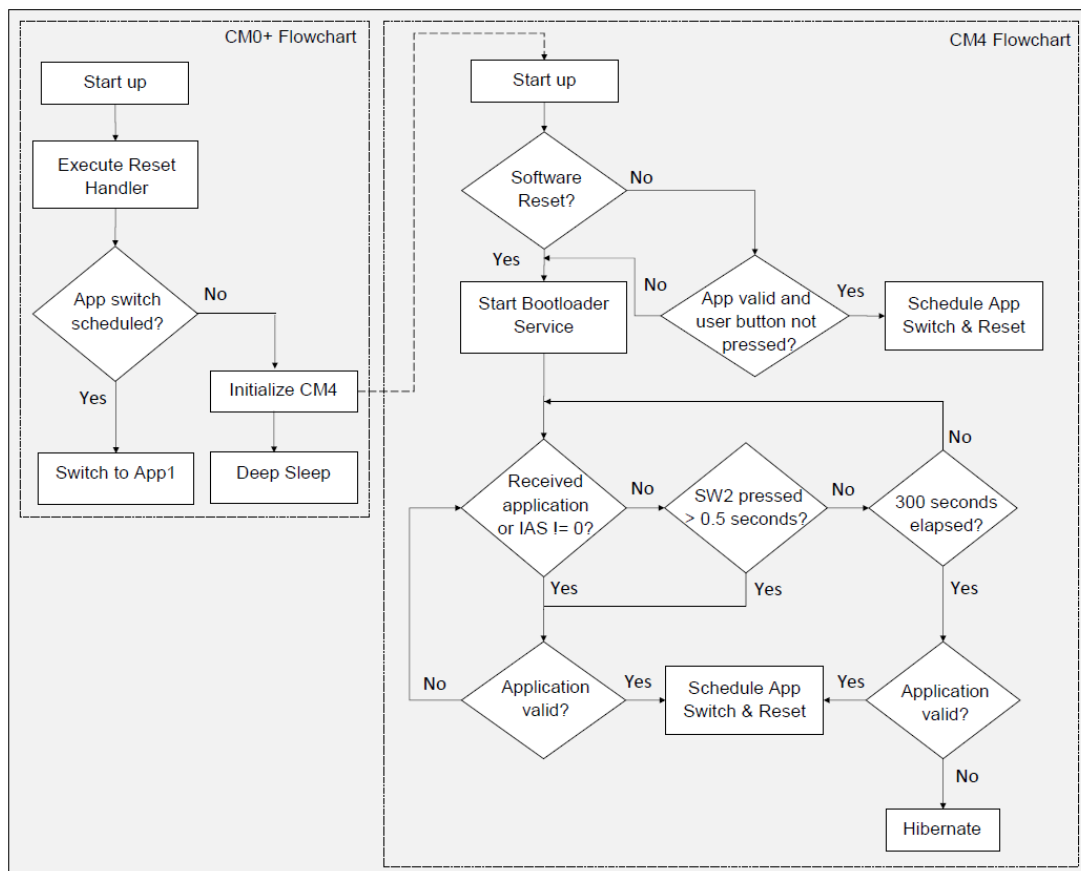 CM0+ Flowchart
Start up
Execute Reset
Handler
App switch
scheduled?
No
Yes
Initialize CM4
Switch to App1
Deep Sleep
CM4 Flowchart
Start up
Software
Reset?
No
Yes
Start Bootloader
Service
No
App valid and
user button not
pressed?
Yes
Schedule App
Switch & Reset
Received
application
or IAS != 0?
No
SW2 pressed
> 0.5 seconds?
No
300 seconds
elapsed?
No
Yes
Yes
Yes
No
Application
valid?
Yes
Schedule App
Switch & Reset
Yes
Application
valid?
No
Hibernate